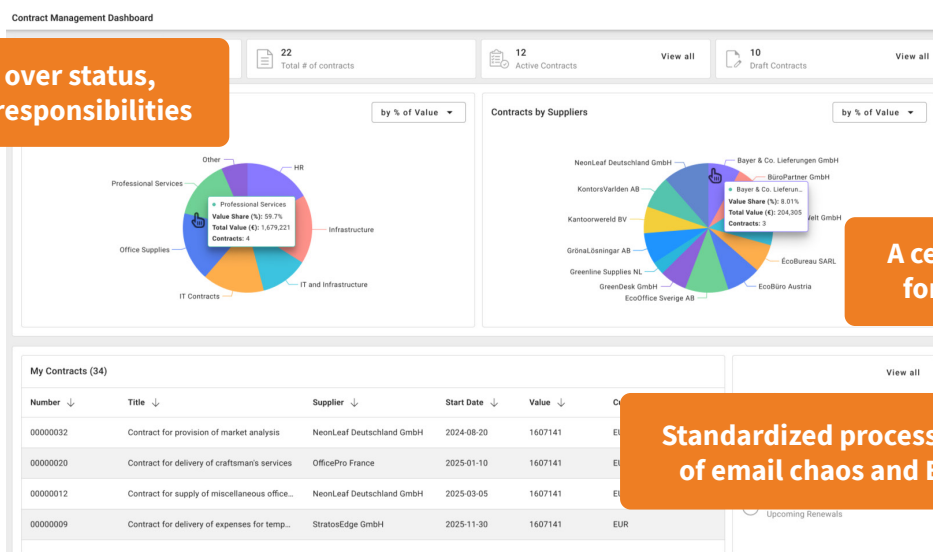 Contract Management Dashboard
over status,
responsibilities
22
Total # of contracts
12
Active Contracts
View all
10
Draft Contracts
View all
by % of Value
Other
HR
Professional Services
Infrastructure
Office Supplies
IT and Infrastructure
IT Contracts
Professional Services
Value Share (%): 59.7%
Total Value (€): 1,679,221
Contracts: 4
Contracts by Suppliers
by % of Value
NeonLeaf Deutschland GmbH
Bayer & Co. Lieferungen GmbH
BüroPartner GmbH
KontorsVarlden AB
Bayer & Co. Lieferun...
Value Share (%): 8.01%
Total Value (€): 204,305
Contracts: 3
Welt GmbH
Kantoorwereld BV
GrönaLösningar AB
ÉcoBureau SARL
Greenline Supplies NL
GreenDesk GmbH
EcoBüro Austria
EcoOffice Sverige AB
A ce
for
My Contracts (34)
Number Title Supplier Start Date Value
00000032 Contract for provision of market analysis NeonLeaf Deutschland GmbH 2024-08-20 1607141
00000020 Contract for delivery of craftsman's services OfficePro France 2025-01-10 1607141
00000012 Contract for supply of miscellaneous office... NeonLeaf Deutschland GmbH 2025-03-05 1607141
00000009 Contract for delivery of expenses for temp... StratosEdge GmbH 2025-11-30 1607141 EUR
View all
Standardized process
of email chaos and E
Upcoming Renewals